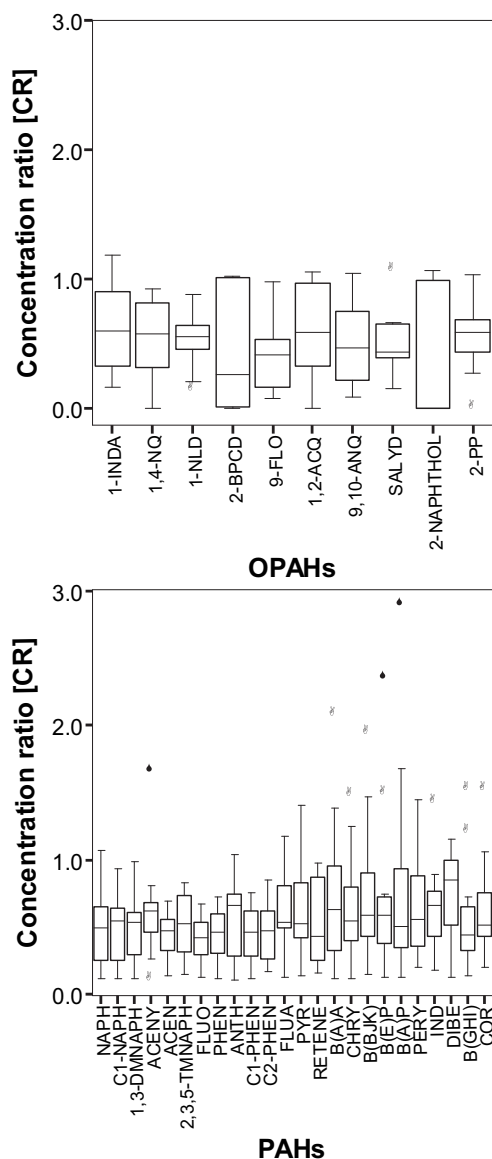 Concentration ratio [CR]
3.0
2.0
1.0
0.0
1-INDA
1,4-NQ
1-NLD
2-BPCD
9-FLO
1,2-ACQ
9,10-ANQ
SALYD
2-NAPHTHOL
2-PP
OPAHs
Concentration ratio [CR]
3.0
2.0
1.0
0.0
NAPH
C1-NAPH
1,3-DMNAPH
ACENY
ACEN
2,3,5-TMNAPH
FLUO
PHEN
ANTH
C1-PHEN
C2-PHEN
FLUA
PYR
RETENE
B(A)A
CHRY
B(BJK)
B(E)P
B(A)P
PERY
IND
DIBE
B(GHI)
COR
PAHs